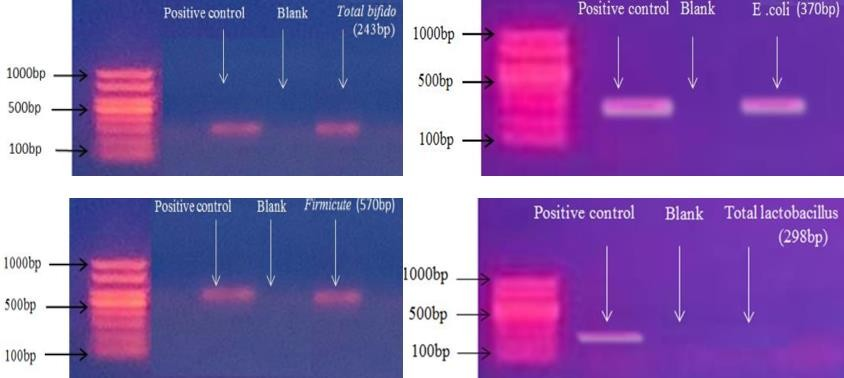 Positive control Blank Total bifido
(243bp)
1000bp
500bp
100bp
Positive control Blank E .coli (370bp)
1000bp
500bp
100bp
Positive control Blank Firmicute (570bp)
1000bp
500bp
100bp
Positive control Blank Total lactobacillus
(298bp)
1000bp
500bp
100bp